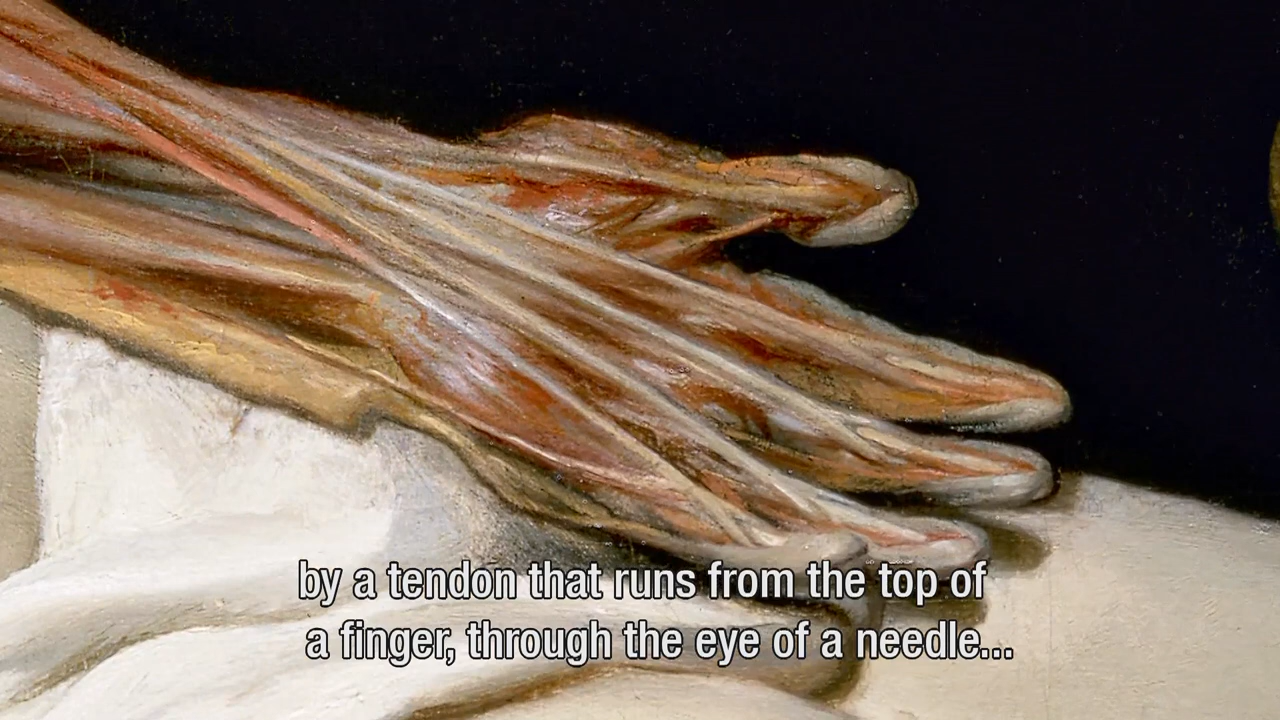 by a tendon that runs from the top of
a finger, through the eye of a needle...